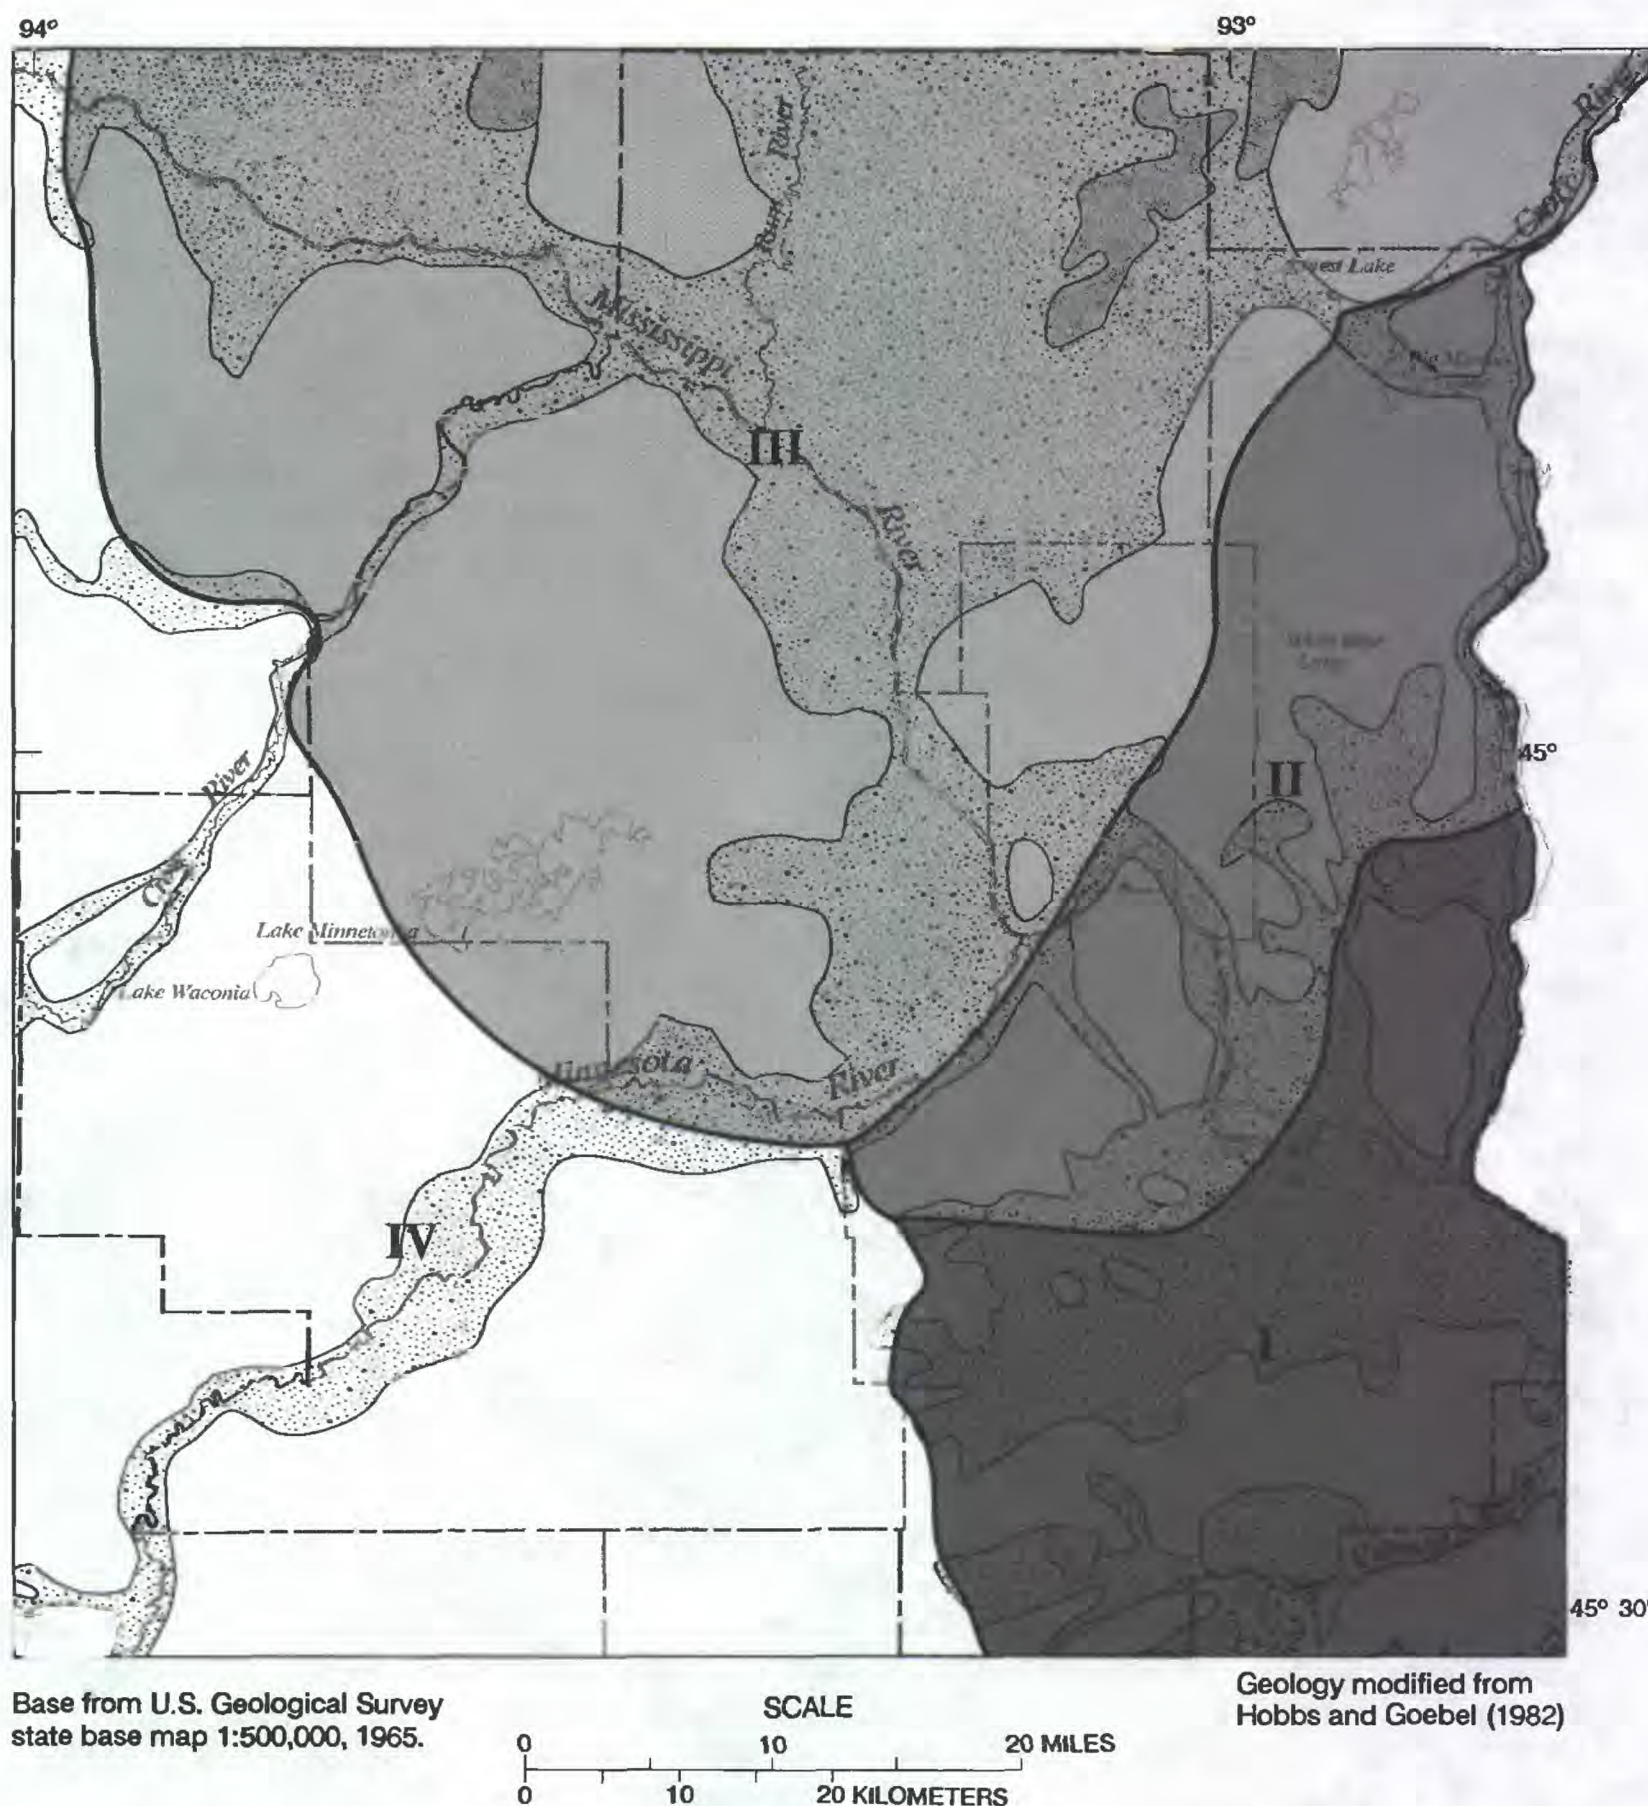 94°
93°
River
River
Rum
Croix
Forest Lake
Mississippi
III
River
45°
II
River
Crow
Lake Minnetonka
Lake Waconia
Minnesota
River
IV
I
45° 30'
Base from U.S. Geological Survey
state base map 1:500,000, 1965.
SCALE
0 10 20 MILES
0 10 20 KILOMETERS
Geology modified from
Hobbs and Goebel (1982)